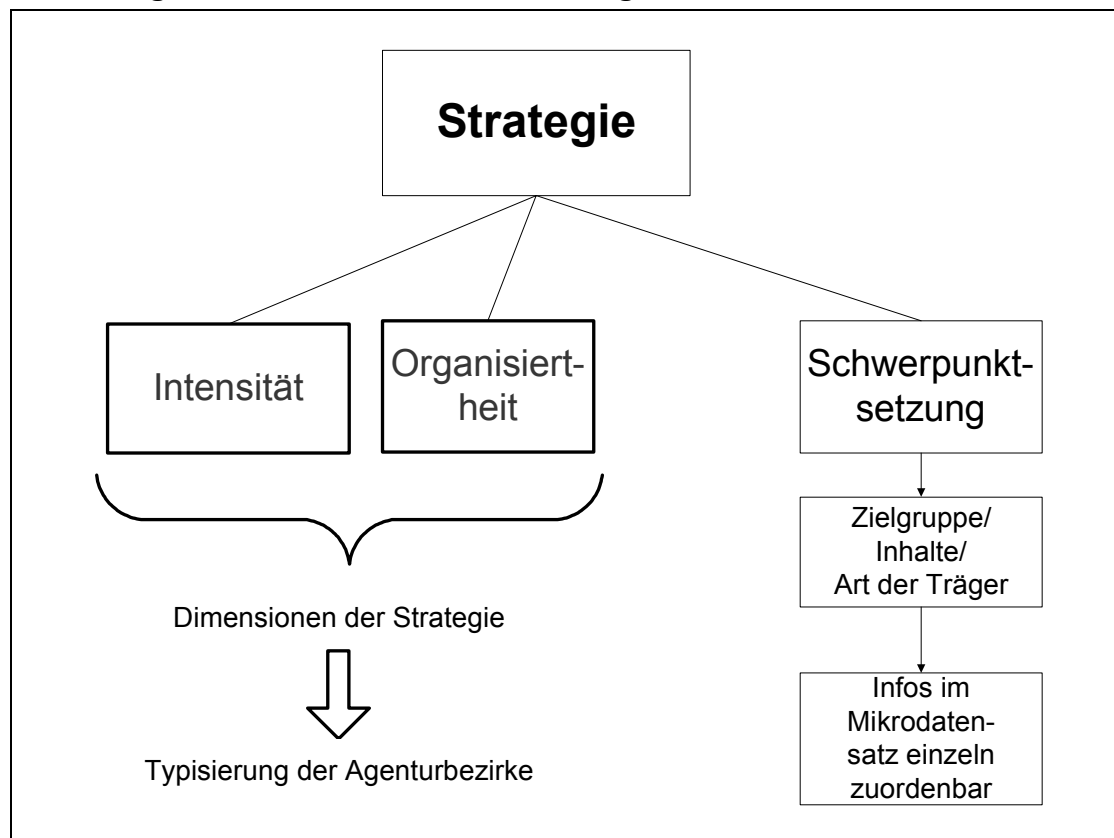 Strategie
Intensität
Organisiert-
heit
Schwerpunkt-
setzung
Zielgruppe/
Inhalte/
Art der Träger
Dimensionen der Strategie
Infos im
Mikrodaten-
satz einzeln
zuordenbar
Typisierung der Agenturbezirke